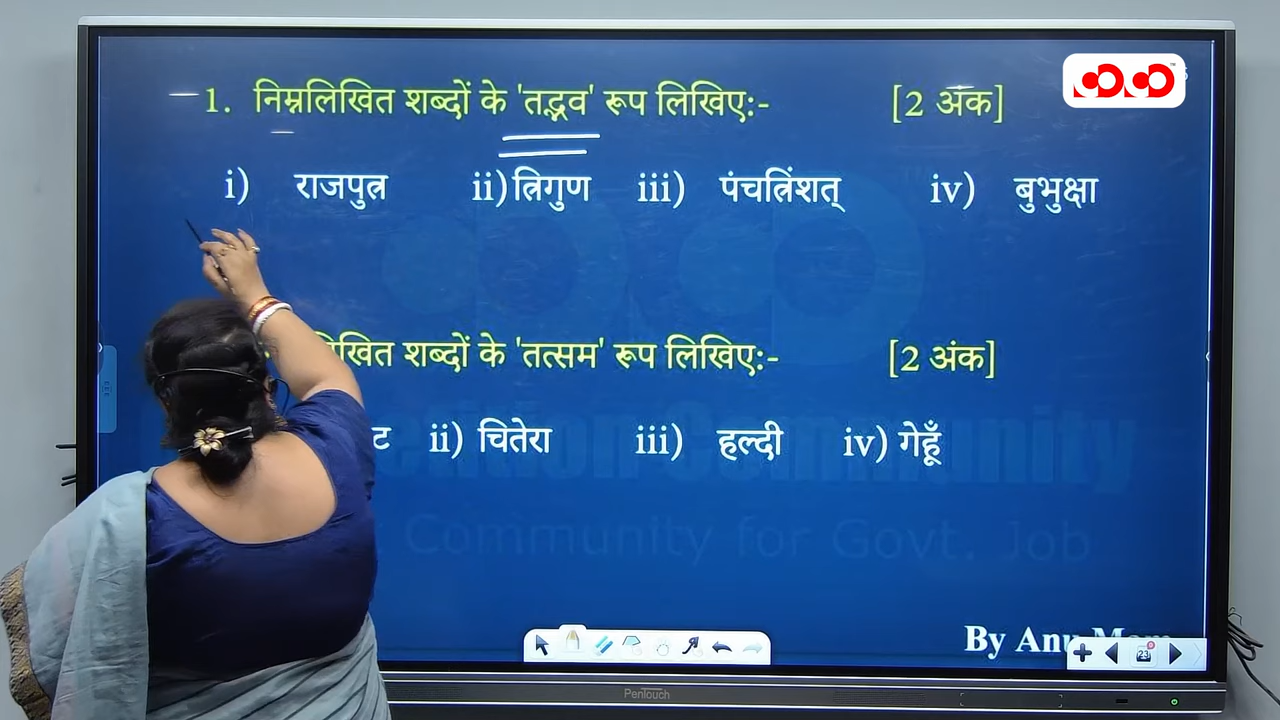 1. निम्नलिखित शब्दों के 'तद्भव' रूप लिखिए:- [2 अंक]
i) राजपुत्र ii) त्रिगुण iii) पंचत्रिंशत् iv) बुभुक्षा
शब्दों के 'तत्सम' रूप लिखिए:- [2 अंक]
ii) चितेरा iii) हल्दी iv) गेहूँ
Community for Govt. Job
By Anu
23
Pentouch